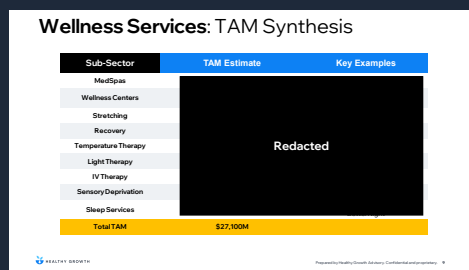 Wellness Services: TAM Synthesis
Sub-Sector TAM Estimate Key Examples
MedSpas
Wellness Centers
Stretching
Recovery
Temperature Therapy
Redacted
Light Therapy
IV Therapy
Sensory Deprivation
Sleep Services
Total TAM $27,100M
HEALTHY GROWTH
Prepared by Healthy Growth Advisory. Confidential and proprietary. 9